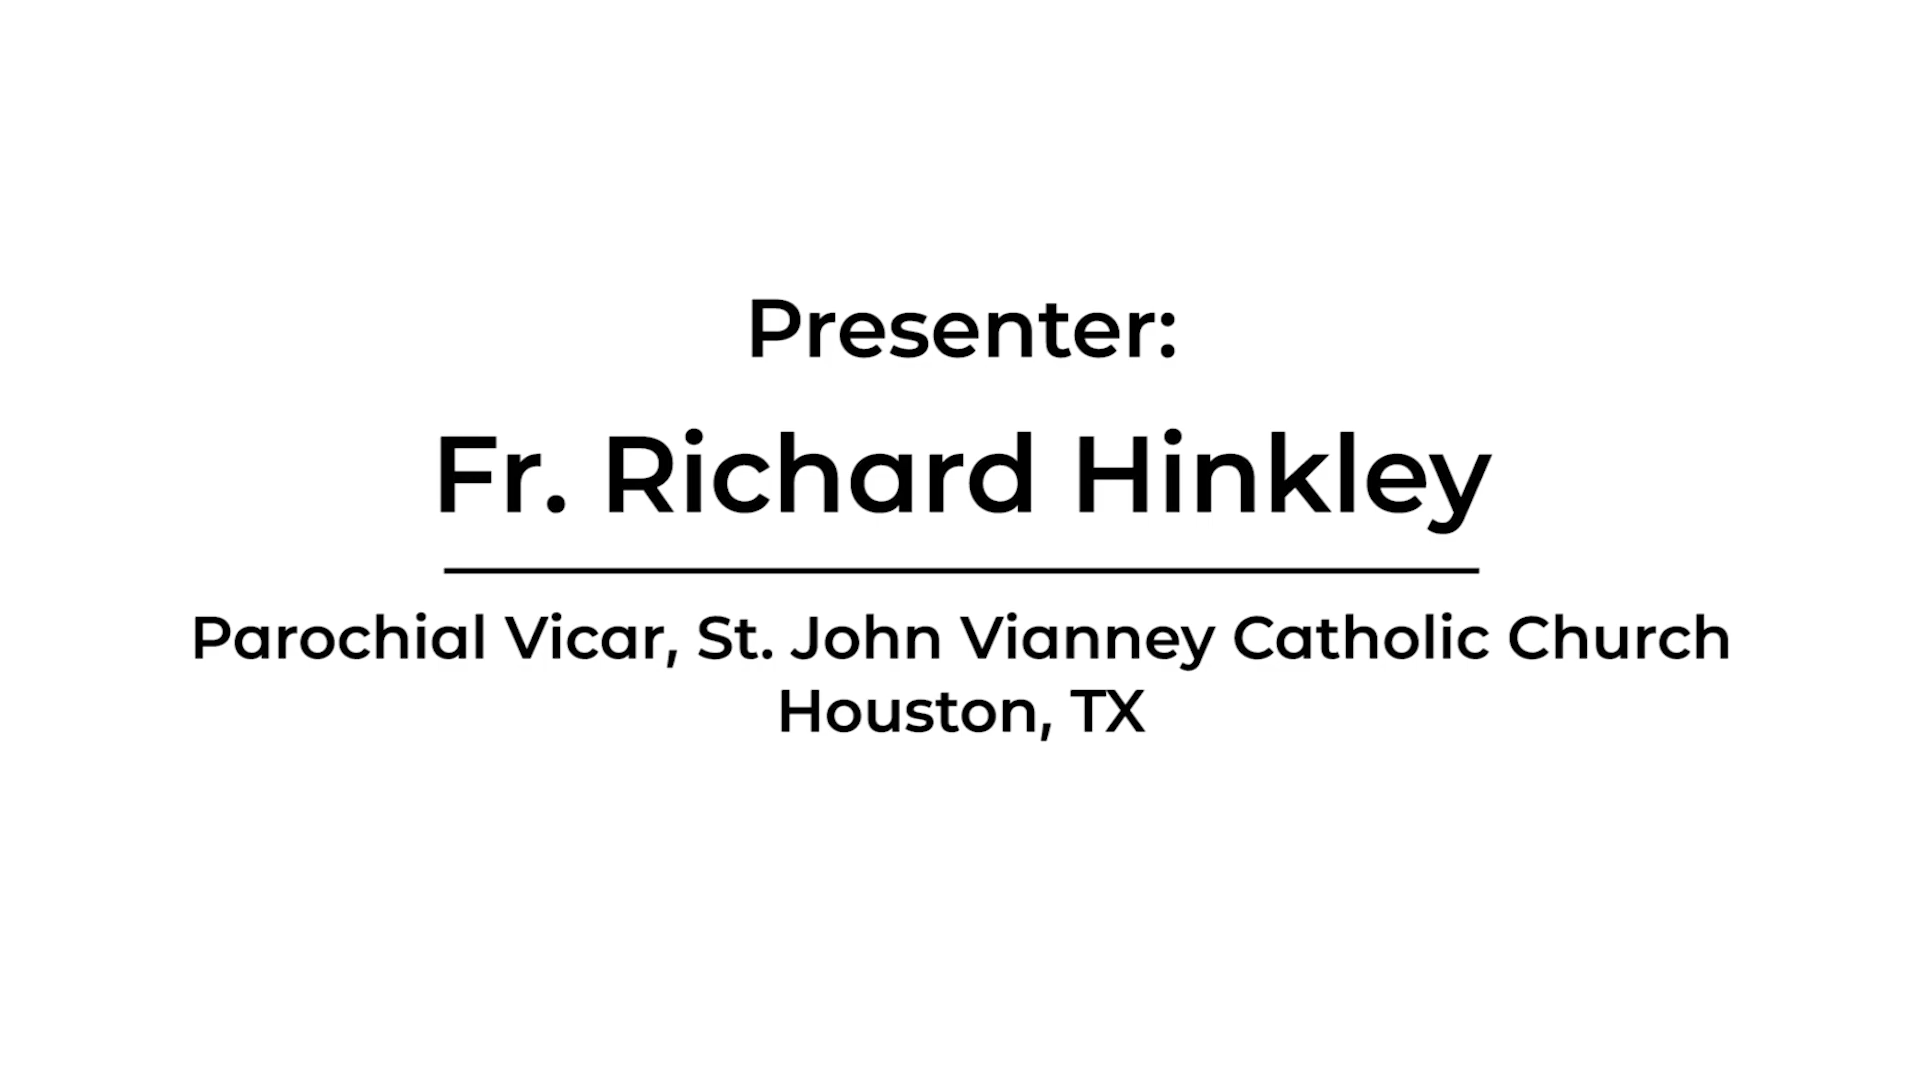 Presenter:
Fr. Richard Hinkley
Parochial Vicar, St. John Vianney Catholic Church
Houston, TX